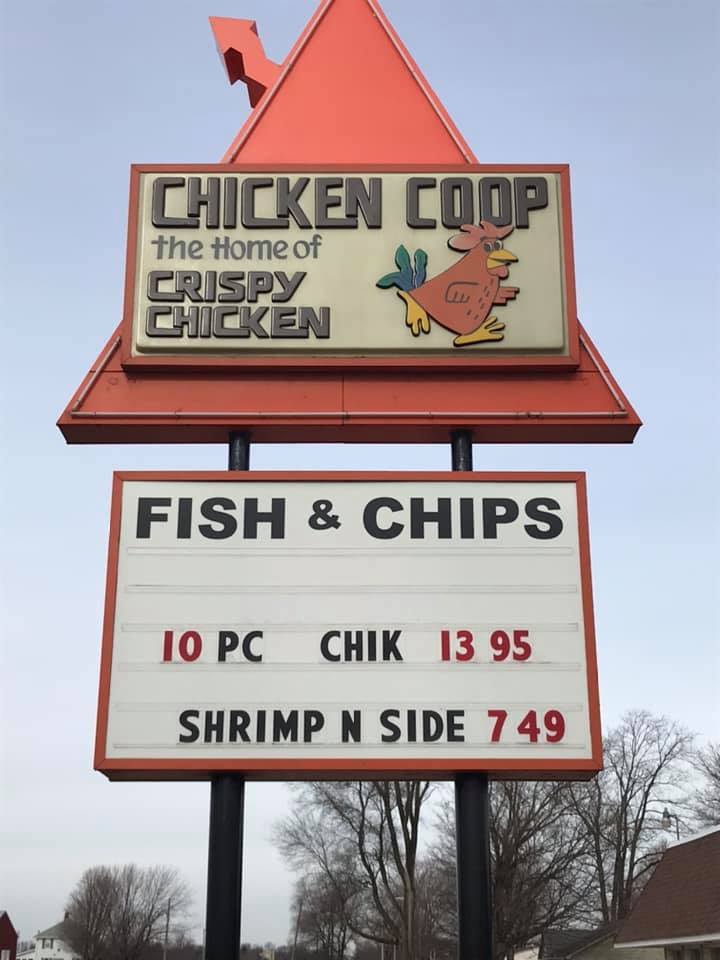 CHICKEN COOP
the Home of
CRISPY
CHICKEN
FISH & CHIPS
10 PC CHIK 13 95
SHRIMP N SIDE 7 49